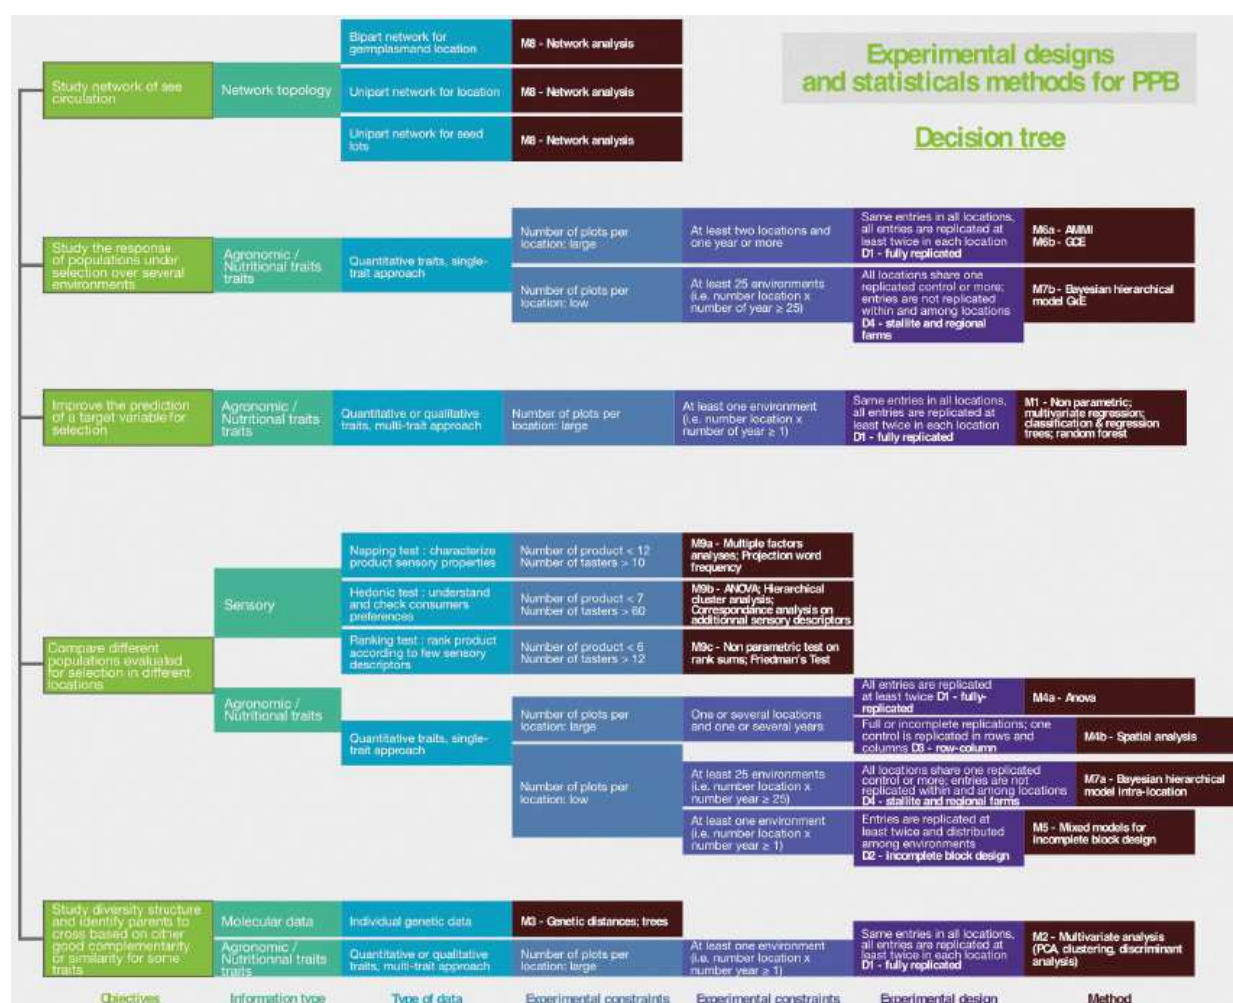 Experimental designs
and statisticals methods for PPB
Decision tree
Study network of see
circulation
Network topology
Bipart network for
germplasmand location
M8 - Network analysis
Unipart network for location
M8 - Network analysis
Unipart network for seed
lots
M8 - Network analysis
Study the response
of populations under
selection over several
environments
Agronomic /
Nutritional traits
traits
Quantitative traits, single-
trait approach
Number of plots per
location: large
At least two locations and
one year or more
Same entries in all locations,
all entries are replicated at
least twice in each location
D1 - fully replicated
M6a - AMMI
M6b - GGE
Number of plots per
location: low
At least 25 environments
(i.e. number location x
number of year ≥ 25)
All locations share one
replicated control or more;
entries are not replicated
within and among locations
D4 - stallite and regional
farms
M7b - Bayesian hierarchical
model GxE
Improve the prediction
of a target variable for
selection
Agronomic /
Nutritional traits
traits
Quantitative or qualitative
traits, multi-trait approach
Number of plots per
location: large
At least one environment
(i.e. number location x
number of year ≥ 1)
Same entries in all locations,
all entries are replicated at
least twice in each location
D1 - fully replicated
M1 - Non parametric;
multivariate regression;
classification & regression
trees; random forest
Compare different
populations evaluated
for selection in different
locations
Sensory
Napping test : characterize
product sensory properties
Number of product < 12
Number of tasters > 10
M9a - Multiple factors
analyses; Projection word
frequency
Hedonic test : understand
and check consumers
preferences
Number of product < 7
Number of tasters > 60
M9b - ANOVA; Hierarchical
cluster analysis;
Correspondance analysis on
additionnal sensory descriptors
Ranking test : rank product
according to few sensory
descriptors
Number of product < 6
Number of tasters > 12
M9c - Non parametric test on
rank sums; Friedman's Test
Agronomic /
Nutritional traits
Quantitative traits, single-
trait approach
Number of plots per
location: large
One or several locations
and one or several years
All entries are replicated
at least twice D1 - fully-
replicated
M4a - Anova
Full or incomplete replications; one
control is replicated in rows and
columns D3 - row-column
M4b - Spatial analysis
Number of plots per
location: low
At least 25 environments
(i.e. number location x
number year ≥ 25)
All locations share one replicated
control or more; entries are not
replicated within and among locations
D4 - stallite and regional farms
M7a - Bayesian hierarchical
model intra-location
At least one environment
(i.e. number location x
number year ≥ 1)
Entries are replicated at
least twice and distributed
among environments
D2 - incomplete block design
M5 - Mixed models for
incomplete block design
Study diversity structure
and identify parents to
cross based on either
good complementarity
or similarity for some
traits
Molecular data
Individual genetic data
M3 - Genetic distances; trees
Agronomic /
Nutritionnal traits
traits
Quantitative or qualitative
traits, multi-trait approach
Number of plots per
location: large
At least one environment
(i.e. number location x
number year ≥ 1)
Same entries in all locations,
all entries are replicated at
least twice in each location
D1 - fully replicated
M2 - Multivariate analysis
(PCA, clustering, discriminant
analysis)
Objectives
Information type
Type of data
Experimental constraints
Experimental constraints
Experimental design
Method